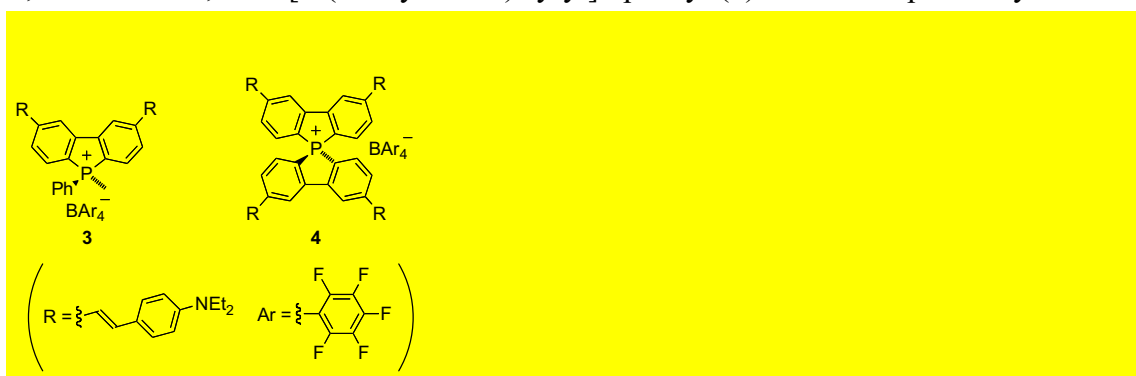 R R R R
P + BAr4−
P + Ph
R R
BAr4−
3 4
R = NEt2 Ar = F F F F F